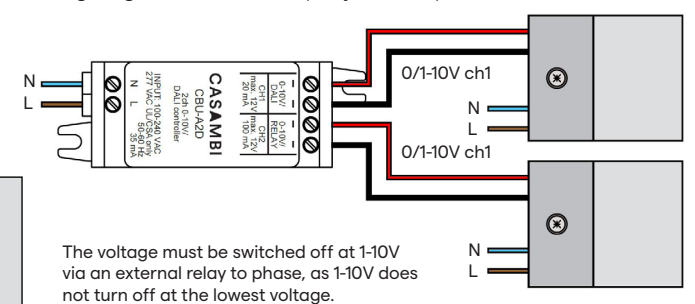 0/1-10V ch1
N
L
INPUT: 100-240 VAC
277 VAC UL/CSA only
50-60 Hz
35 mA
N L
2ch 0-10V/
DALI controller
CASAMBI
CBU-A2D
0-10V/
DALI
CH1
max. 12V
20 mA
0-10V/
RELAY
CH2
max. 12V
100 mA
N
L
0/1-10V ch1
N
L
The voltage must be switched off at 1-10V
via an external relay to phase, as 1-10V does
not turn off at the lowest voltage.